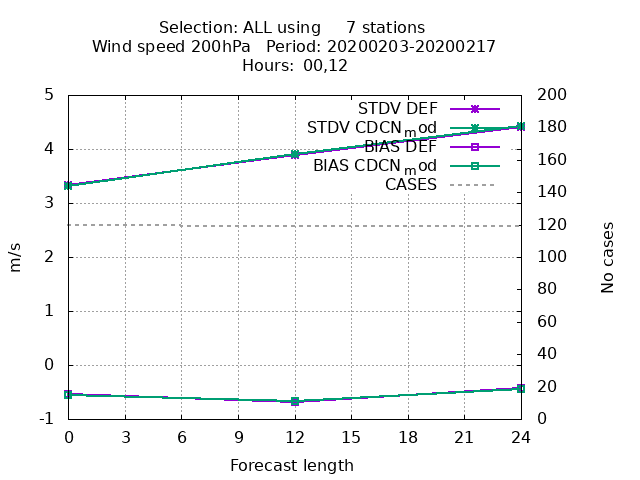 Selection: ALL using     7 stations
Wind speed 200hPa   Period: 20200203-20200217
Hours:  00,12
5
4
3
2
1
0
-1
200
180
160
140
120
100
80
60
40
20
0
STDV DEF
STDV CDCN_mod
BIAS DEF
BIAS CDCN_mod
CASES
m/s
No cases
0 3 6 9 12 15 18 21 24
Forecast length